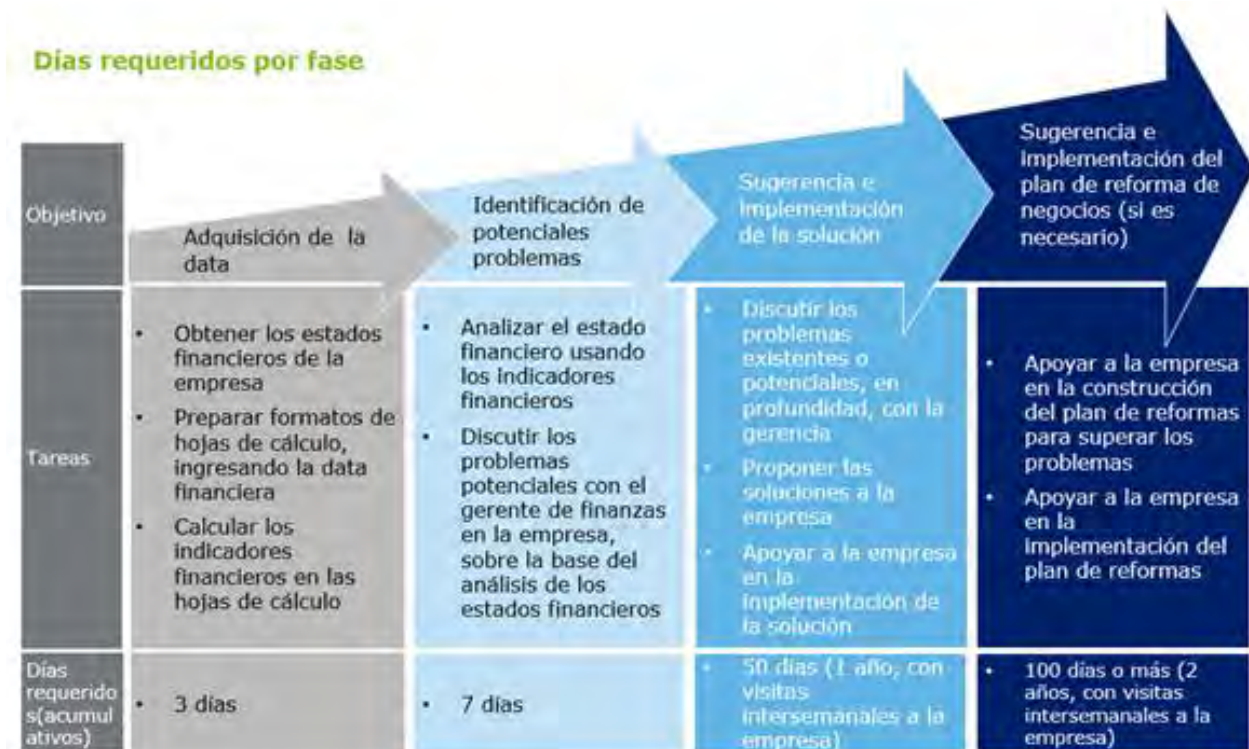 Días requeridos por fase
Objetivo
Adquisición de la
data
Identificación de
potenciales
problemas
Sugerencia e
implementación
de la solución
Sugerencia e
implementación del
plan de reforma de
negocios (si es
necesario)
Tareas
• Obtener los estados
financieros de la
empresa
• Preparar formatos de
hojas de cálculo,
ingresando la data
financiera
• Calcular los
indicadores
financieros en las
hojas de cálculo
• Analizar el estado
financiero usando
los indicadores
financieros
• Discutir los
problemas
potenciales con el
gerente de finanzas
en la empresa,
sobre la base del
análisis de los
estados financieros
• Discutir los
problemas
existentes o
potenciales, en
profundidad, con la
gerencia
• Proponer las
soluciones a la
empresa
• Apoyar a la empresa
en la
implementación de
la solución
• Apoyar a la empresa
en la construcción
del plan de reformas
para superar los
problemas
• Apoyar a la empresa
en la
implementación del
plan de reformas
Días
requerido
s(acumul
ativos)
• 3 días
• 7 días
• 50 días (1 año, con
visitas
intersemanales a la
empresa)
• 100 días o más (2
años, con visitas
intersemanales a la
empresa)